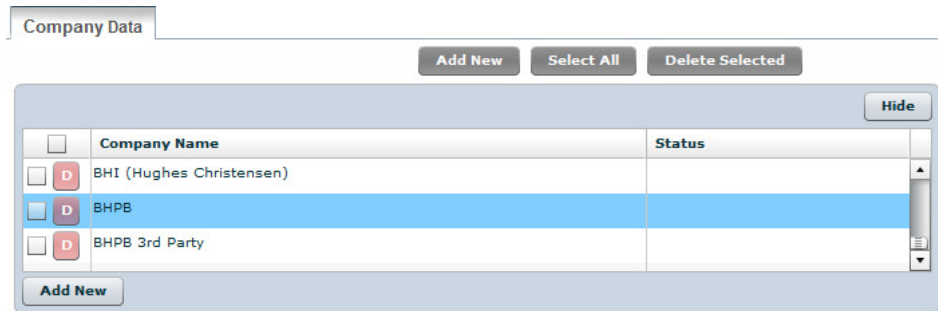 Company Data
Add New Select All Delete Selected
Hide
Company Name Status
D BHI (Hughes Christensen)
D BHPB
D BHPB 3rd Party
Add New